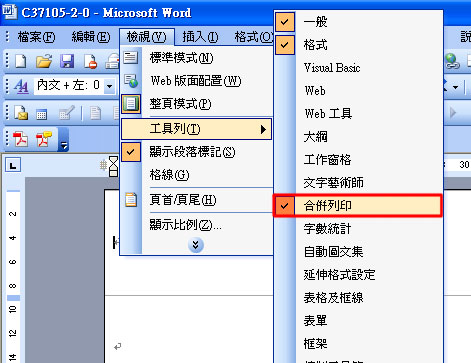 C37105-2-0 - Microsoft Word
檔案(F) 編輯(E) 檢視(V) 插入(I) 格式(O)
內文 + 左: 0
標準模式(N)
Web 版面配置(W)
整頁模式(P)
工具列(T)
顯示段落標記(S)
格線(G)
頁首/頁尾(H)
顯示比例(Z)...
一般
格式
Visual Basic
Web
Web 工具
大綱
工作窗格
文字藝術師
合併列印
字數統計
自動圖文集
延伸格式設定
表格及框線
表單
框架
L
2
2
4
6
8
10
12
14
30